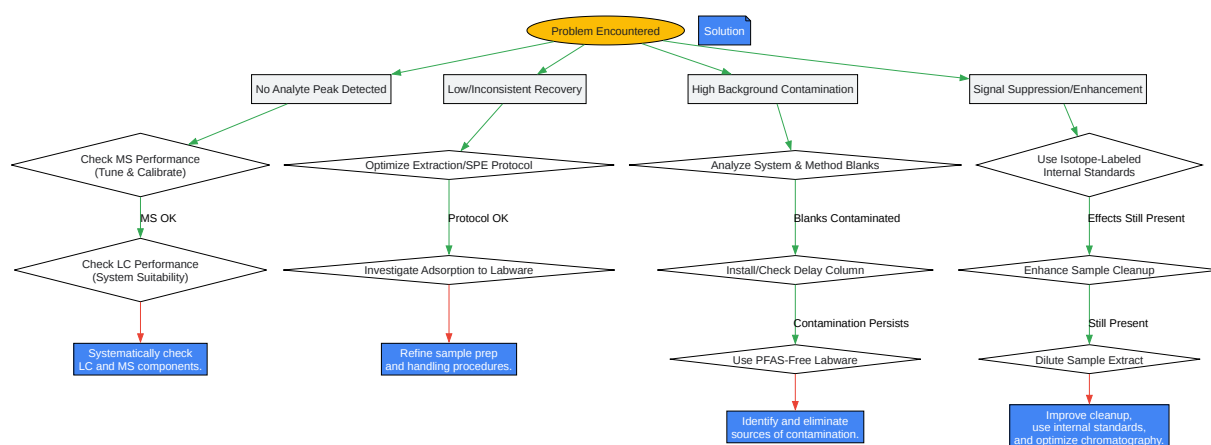 Problem Encountered
Solution
No Analyte Peak Detected
Low/Inconsistent Recovery
High Background Contamination
Signal Suppression/Enhancement
Check MS Performance
(Tune & Calibrate)
Optimize Extraction/SPE Protocol
Analyze System & Method Blanks
Use Isotope-Labeled
Internal Standards
MS OK
Protocol OK
Blanks Contaminated
Effects Still Present
Check LC Performance
(System Suitability)
Investigate Adsorption to Labware
Install/Check Delay Column
Enhance Sample Cleanup
Contamination Persists
Still Present
Systematically check
LC and MS components.
Refine sample prep
and handling procedures.
Use PFAS-Free Labware
Dilute Sample Extract
Identify and eliminate
sources of contamination.
Improve cleanup,
use internal standards,
and optimize chromatography.